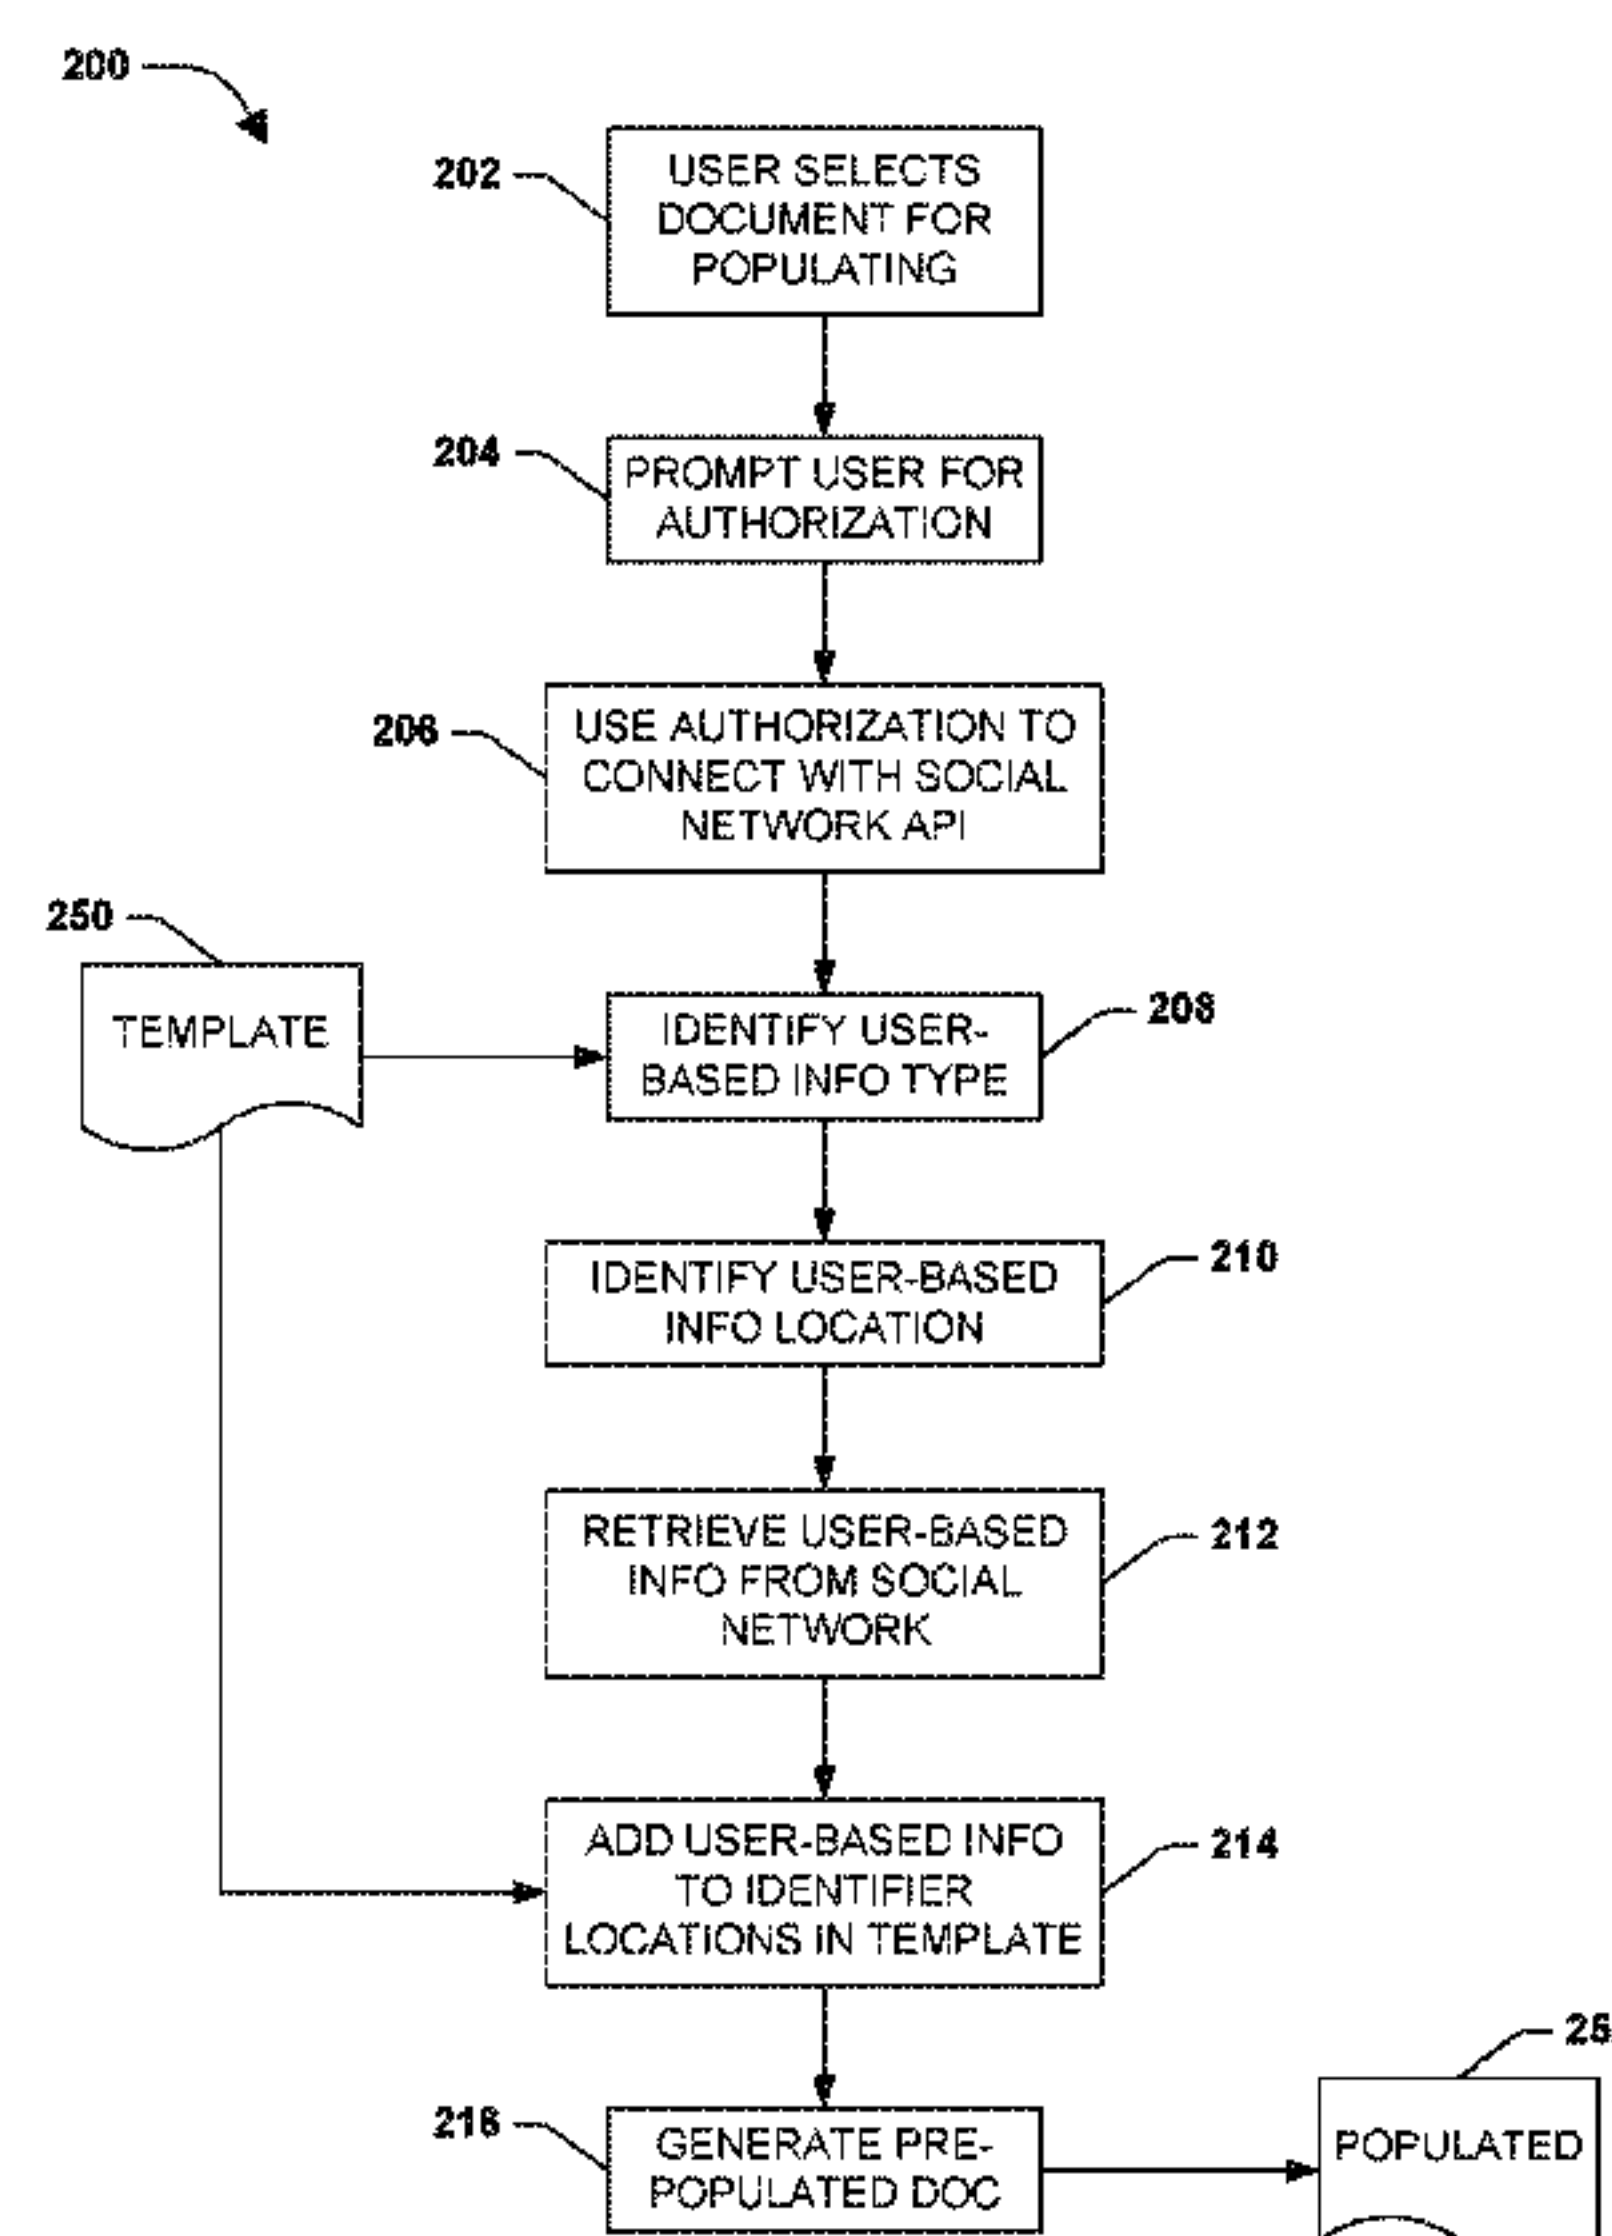 200
202
USER SELECTS
DOCUMENT FOR
POPULATING
204
PROMPT USER FOR
AUTHORIZATION
206
USE AUTHORIZATION TO
CONNECT WITH SOCIAL
NETWORK API
250
TEMPLATE
208
IDENTIFY USER-
BASED INFO TYPE
210
IDENTIFY USER-BASED
INFO LOCATION
212
RETRIEVE USER-BASED
INFO FROM SOCIAL
NETWORK
214
ADD USER-BASED INFO
TO IDENTIFIER
LOCATIONS IN TEMPLATE
216
GENERATE PRE-
POPULATED DOC
POPULATED